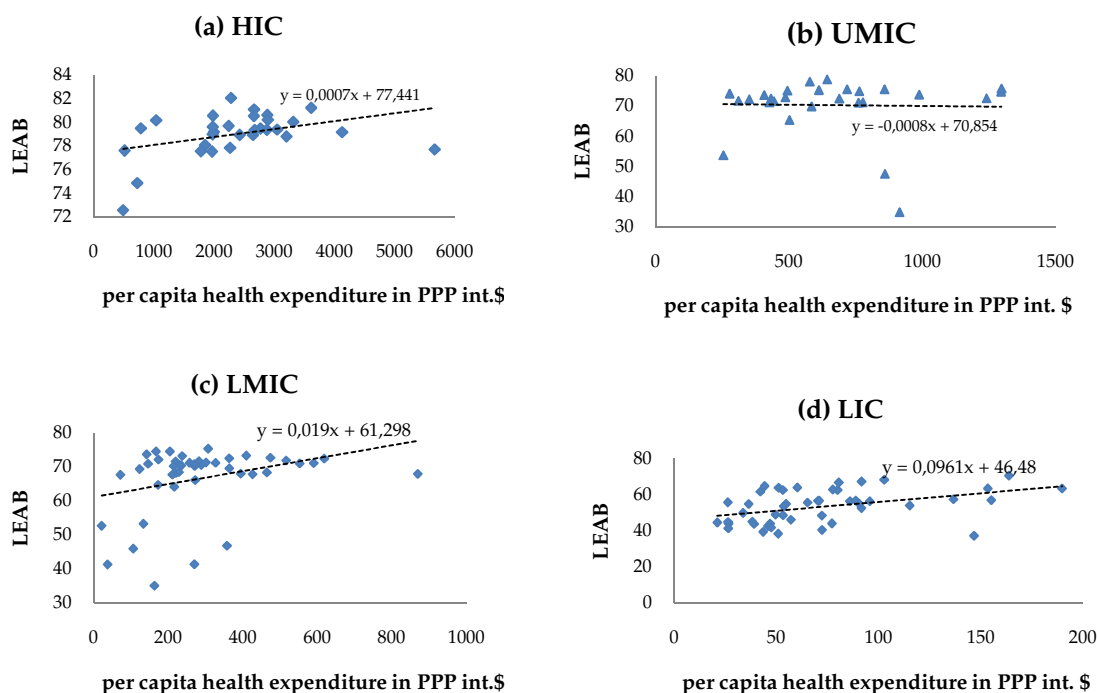 (a) HIC
84
82
80
78
76
74
72
LEAB
y = 0,0007x + 77,441
0 1000 2000 3000 4000 5000 6000
per capita health expenditure in PPP int.$
(b) UMIC
80
70
60
50
40
30
LEAB
y = -0,0008x + 70,854
0 500 1000 1500
per capita health expenditure in PPP int. $
(c) LMIC
80
70
60
50
40
30
LEAB
y = 0,019x + 61,298
0 200 400 600 800 1000
per capita health expenditure in PPP int.$
(d) LIC
80
60
40
20
0
LEAB
y = 0,0961x + 46,48
0 50 100 150 200
per capita health expenditure in PPP int. $